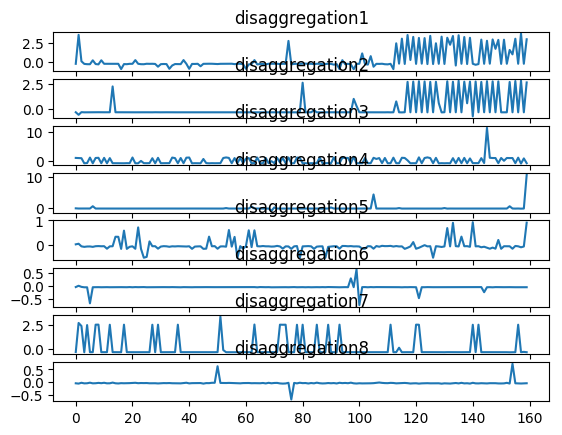 disaggregation1
2.5
0.0
disaggregation2
2.5
0.0
disaggregation3
10
0
disaggregation4
10
0
disaggregation5
1
0
disaggregation6
0.5
0.0
−0.5
disaggregation7
2.5
0.0
disaggregation8
0.5
0.0
−0.5
0 20 40 60 80 100 120 140 160